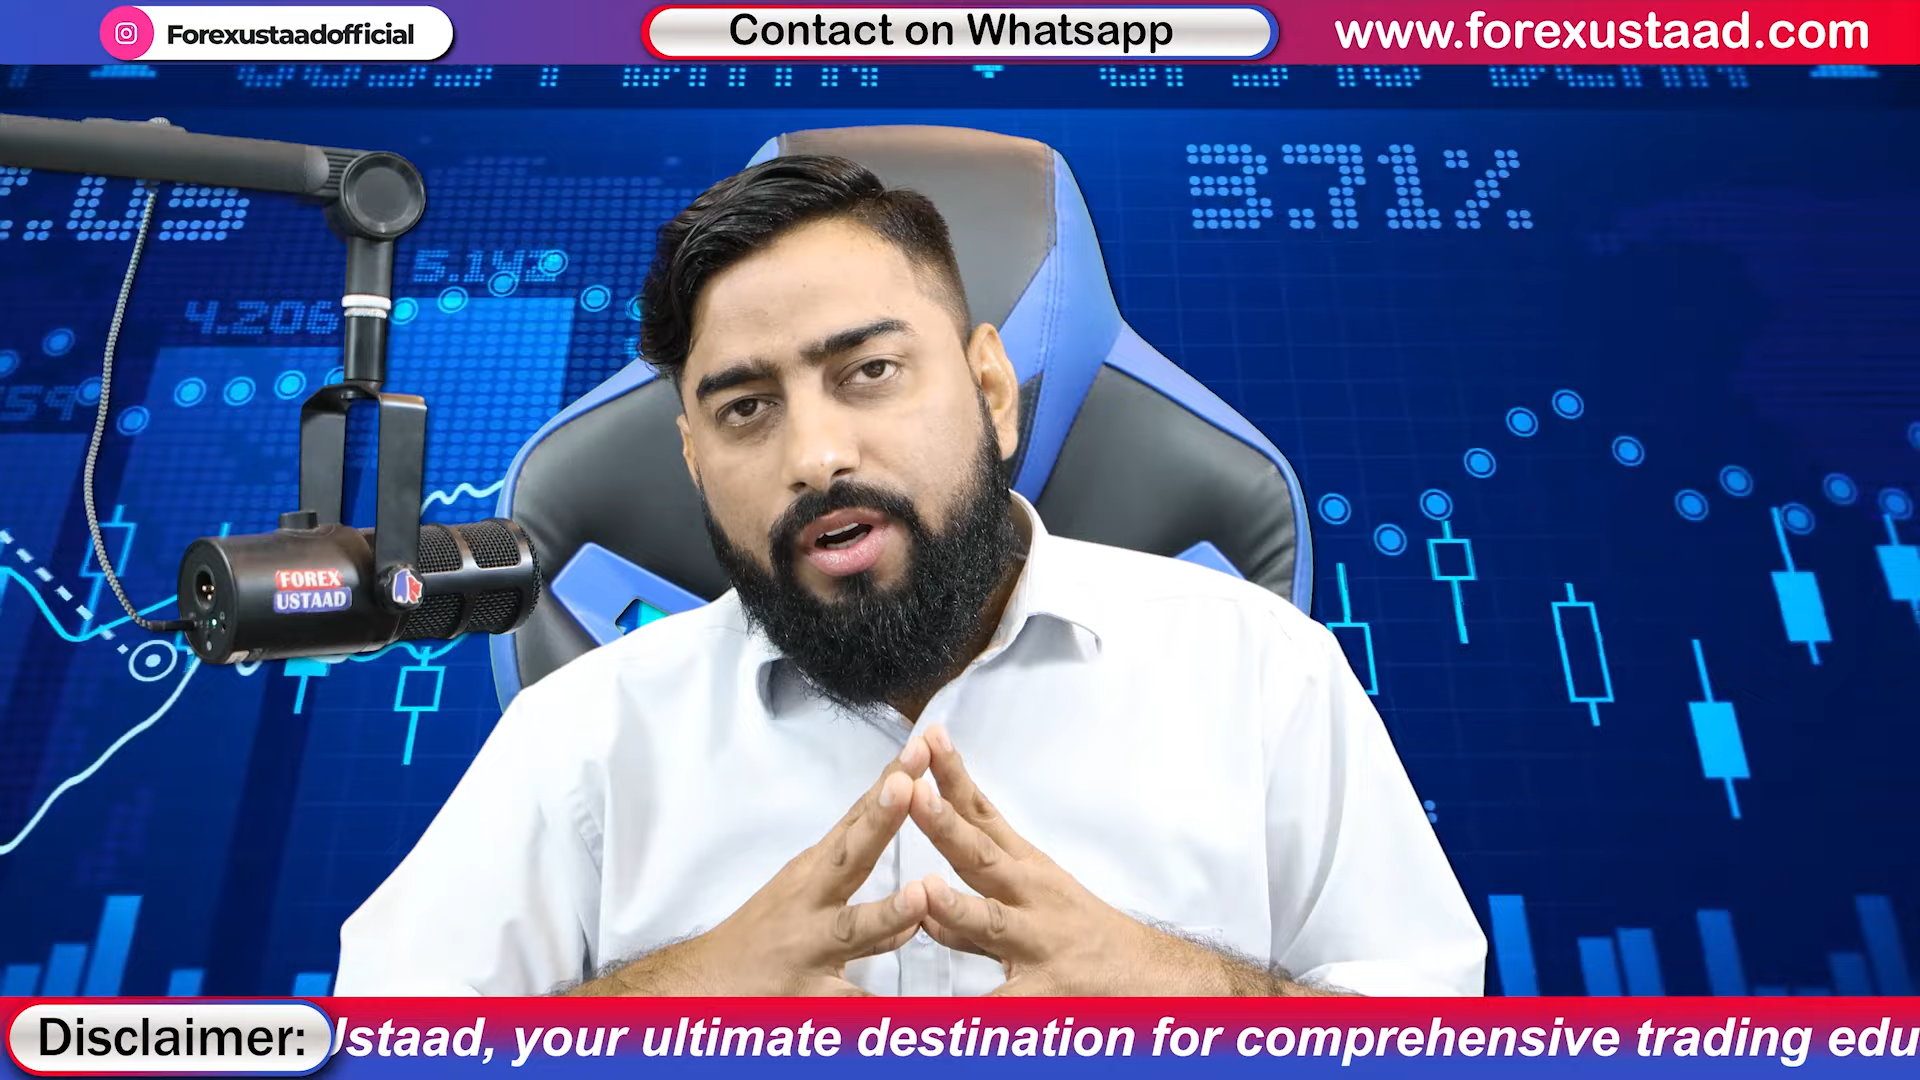 Forexustaadofficial
Contact on Whatsapp
www.forexustaad.com
3.71%
5.142
4.206
FOREX
USTAAD
Disclaimer:
Ustaad, your ultimate destination for comprehensive trading edu